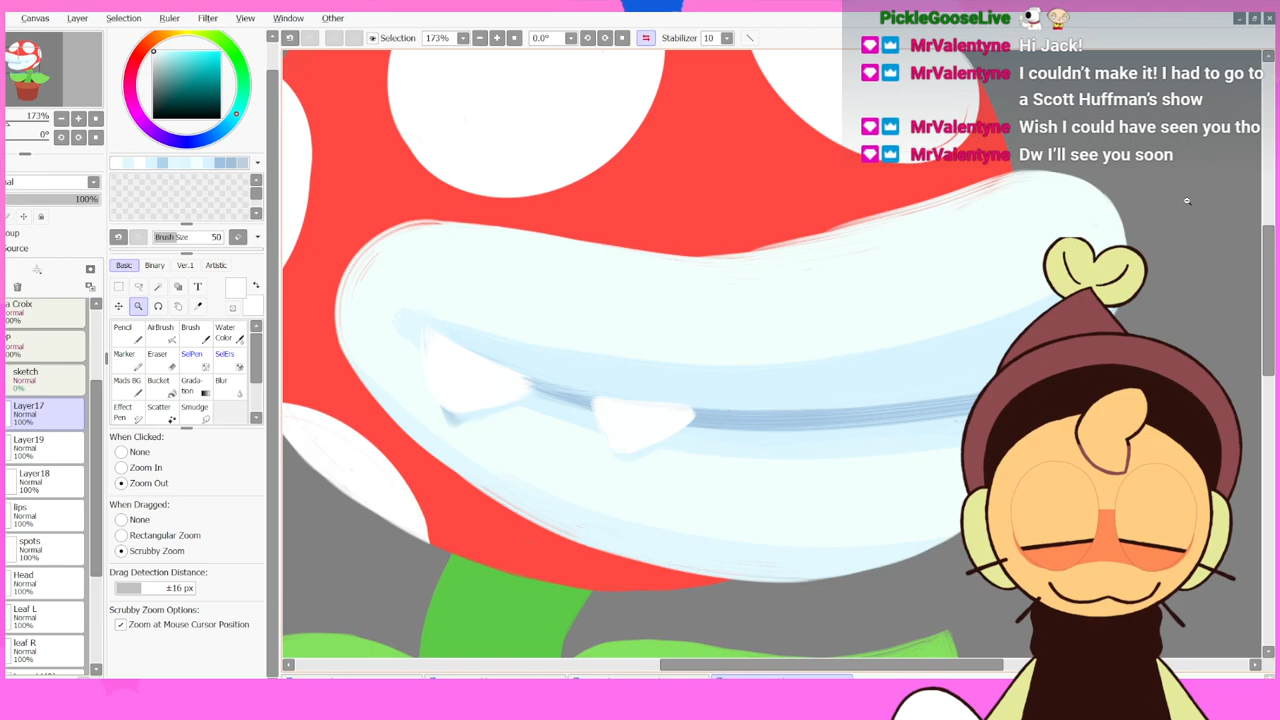 Canvas Layer Selection Ruler Filter View Window Other
Selection 173% 0.0° Stabilizer 10
PickleGooseLive
MrValentyne Hi Jack!
MrValentyne I couldn't make it! I had to go to
a Scott Huffman's show
MrValentyne Wish I could have seen you tho
MrValentyne Dw I'll see you soon
173%
0°
100%
Source
a Croix
Normal
100%
100%
sketch
Normal
0%
Layer17
Normal
100%
Layer19
Normal
100%
Layer18
Normal
100%
lips
Normal
100%
spots
Normal
100%
Head
Normal
100%
Leaf L
Normal
100%
leaf R
Normal
100%
Brush Size 50
Basic Binary Ver.1 Artistic
T
Pencil AirBrush Brush Water Color
Marker Eraser SelPen SelErs
Mads BG Bucket Grada-tion Blur
Effect Pen Scatter Smudge
When Clicked:
None
Zoom In
Zoom Out
When Dragged:
None
Rectangular Zoom
Scrubby Zoom
Drag Detection Distance:
±16 px
Scrubby Zoom Options:
Zoom at Mouse Cursor Position